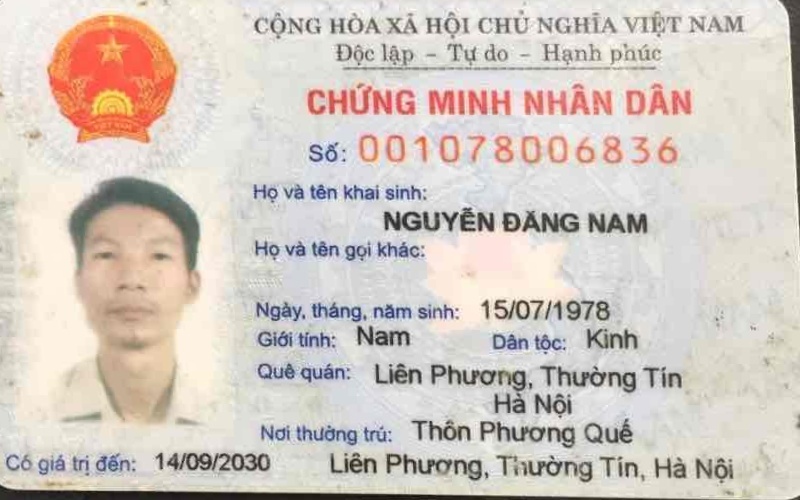 CỘNG HÒA XÃ HỘI CHỦ NGHĨA VIỆT NAM
Độc lập – Tự do – Hạnh phúc
CHỨNG MINH NHÂN DÂN
Số: 001078006836
Họ và tên khai sinh:
NGUYỄN ĐĂNG NAM
Họ và tên gọi khác:
Ngày, tháng, năm sinh: 15/07/1978
Giới tính: Nam Dân tộc: Kinh
Quê quán: Liên Phương, Thường Tín
Hà Nội
Nơi thường trú: Thôn Phương Quế
Có giá trị đến: 14/09/2030 Liên Phương, Thường Tín, Hà Nội